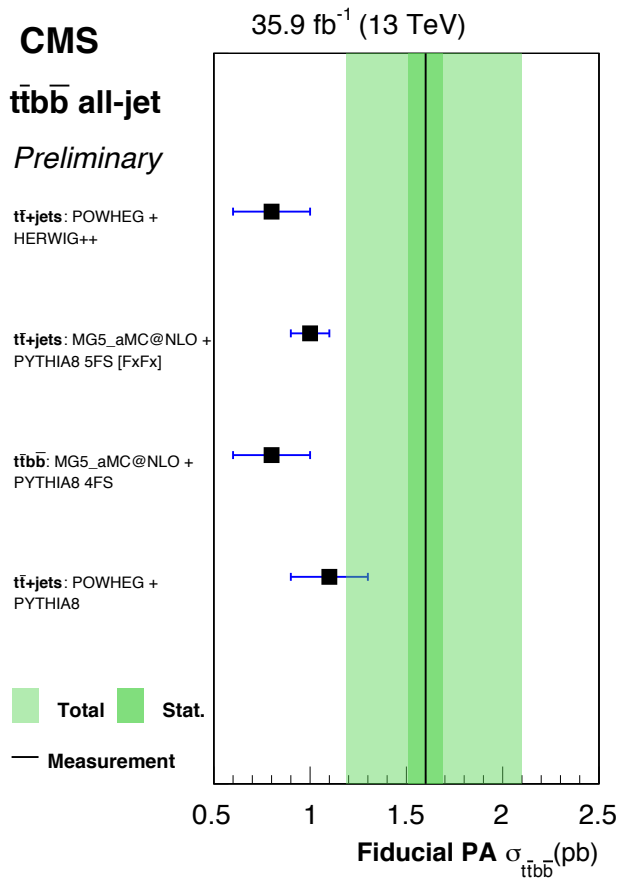 35.9 fb⁻¹ (13 TeV)
CMS
tt̄bb̄ all-jet
Preliminary
tt̄+jets: POWHEG +
HERWIG++
tt̄+jets: MG5_aMC@NLO +
PYTHIA8 5FS [FxFx]
tt̄bb̄: MG5_aMC@NLO +
PYTHIA8 4FS
tt̄+jets: POWHEG +
PYTHIA8
Total Stat.
Measurement
0.5 1 1.5 2 2.5
Fiducial PA σtt̄bb̄(pb)